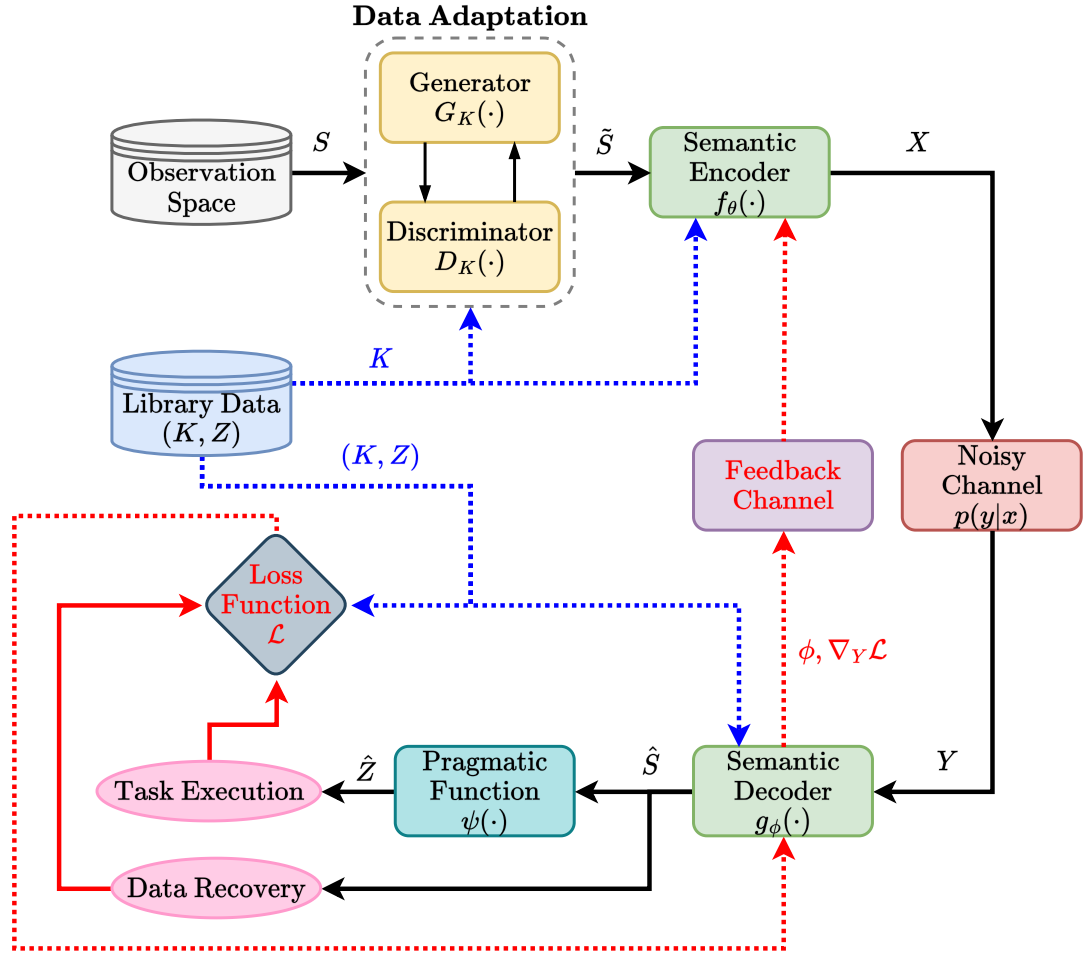 Data Adaptation
Generator
G_K(·)
Observation
Space
S
Discriminator
D_K(·)
S̃
Semantic
Encoder
f_θ(·)
X
K
Library Data
(K, Z)
(K, Z)
Feedback
Channel
Noisy
Channel
p(y|x)
Loss
Function
ℒ
ϕ, ∇_Y ℒ
Y
Semantic
Decoder
g_ϕ(·)
Ŝ
Pragmatic
Function
ψ(·)
Ẑ
Task Execution
Data Recovery